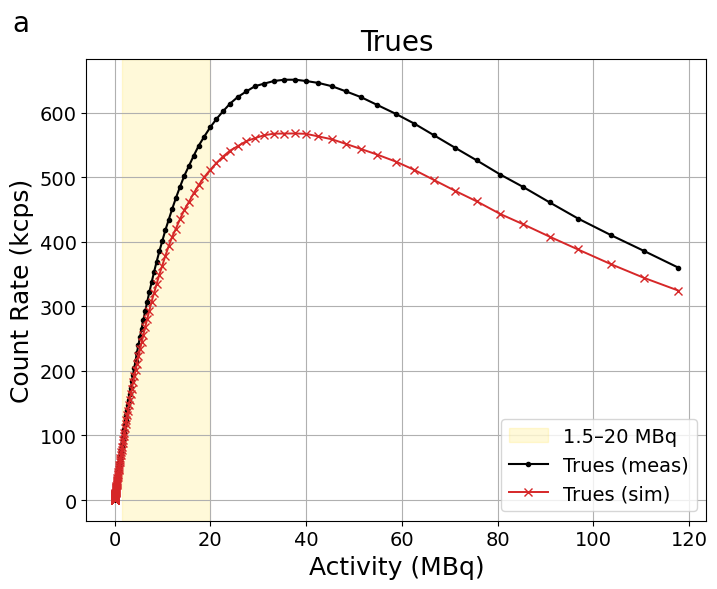 a
Trues
Count Rate (kcps)
600
500
400
300
200
100
0
0 20 40 60 80 100 120
Activity (MBq)
1.5–20 MBq
Trues (meas)
Trues (sim)